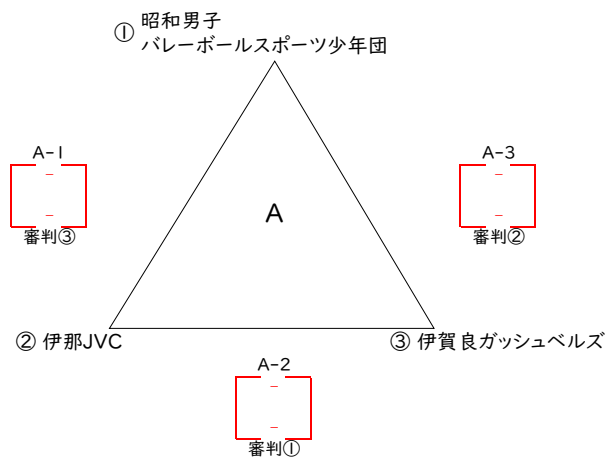 ① 昭和男子
バレーボールスポーツ少年団
A-1
審判③
A-3
審判②
A
② 伊那JVC
③ 伊賀良ガッシュベルズ
A-2
審判①